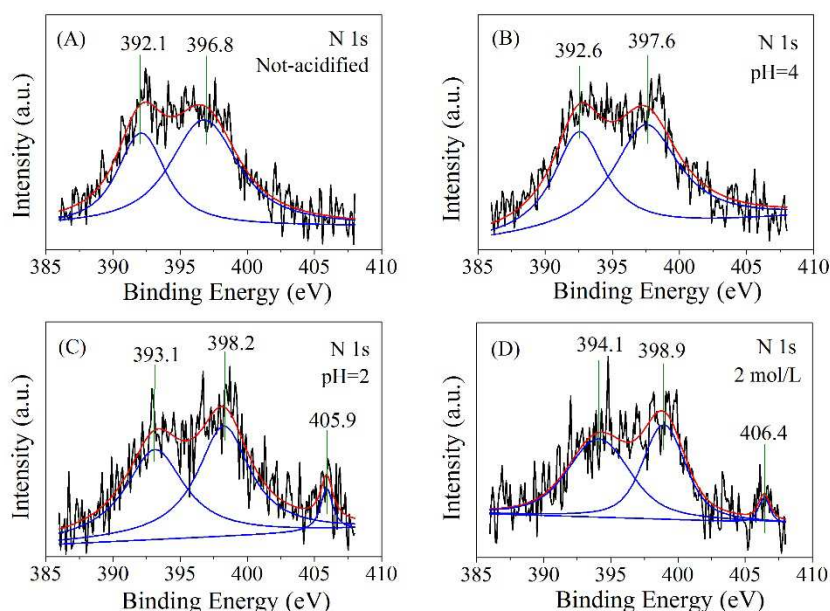 (A)
392.1
396.8
N 1s
Not-acidified
Intensity (a.u.)
385 390 395 400 405 410
Binding Energy (eV)
(B)
392.6
397.6
N 1s
pH=4
Intensity (a.u.)
385 390 395 400 405 410
Binding Energy (eV)
(C)
393.1
398.2
N 1s
pH=2
405.9
Intensity (a.u.)
385 390 395 400 405 410
Binding Energy (eV)
(D)
394.1
398.9
N 1s
2 mol/L
406.4
Intensity (a.u.)
385 390 395 400 405 410
Binding Energy (eV)